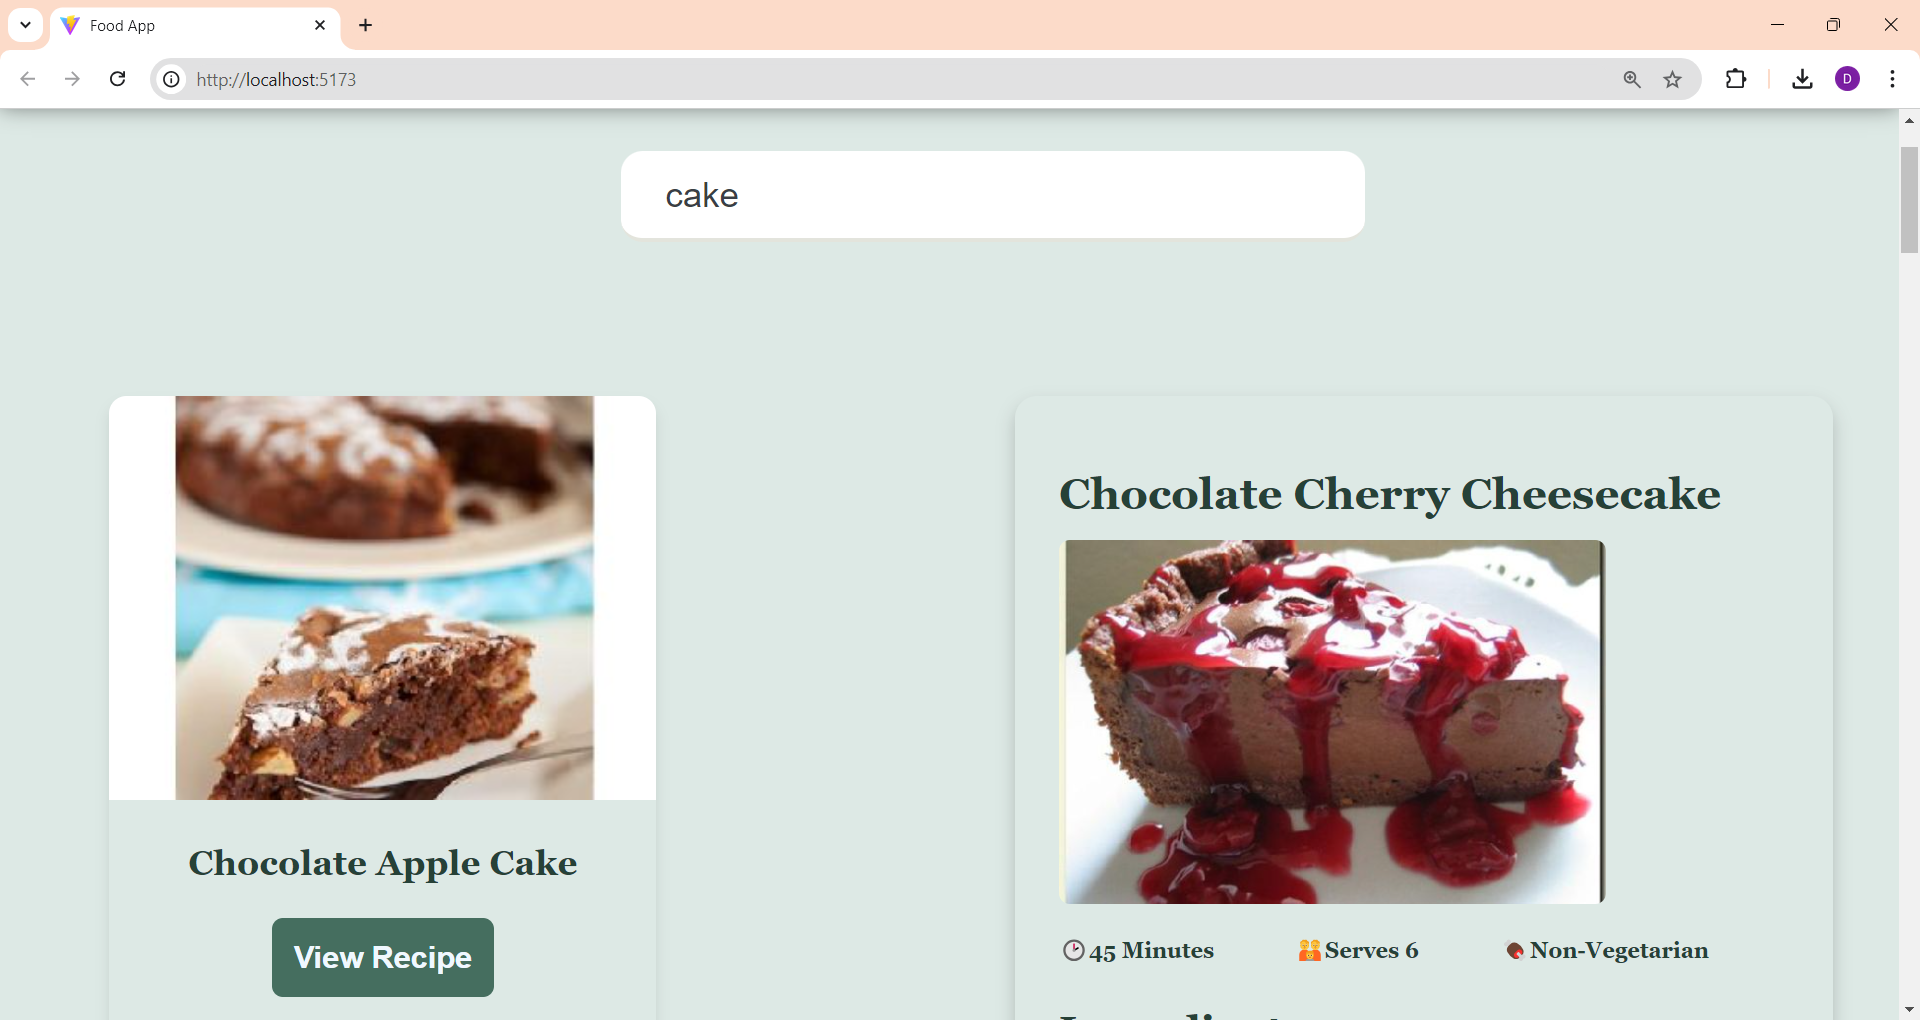 Food App
http://localhost:5173
D
cake
Chocolate Apple Cake
View Recipe
Chocolate Cherry Cheesecake
45 Minutes
Serves 6
Non-Vegetarian